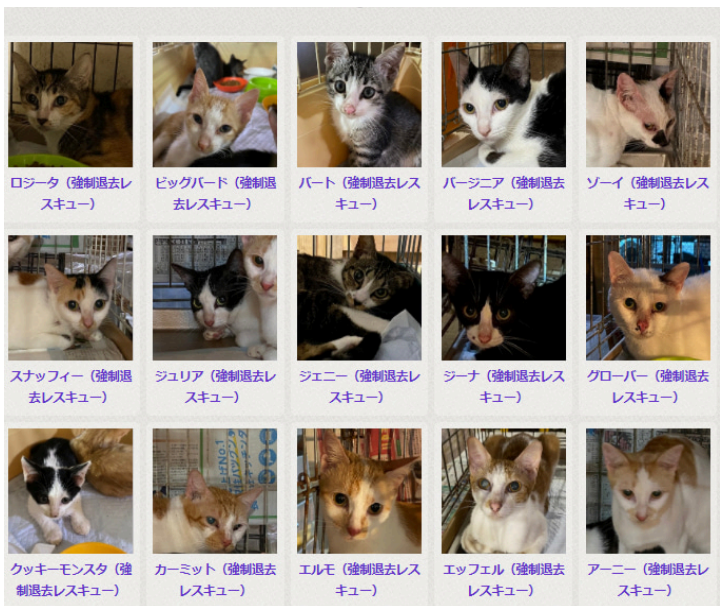 ロジータ（強制退去レ
スキュー）
ビッグバード（強制退
去レスキュー）
バート（強制退去レス
キュー）
バージニア（強制退去
レスキュー）
ゾーイ（強制退去レス
キュー）
スナッフィー（強制退
去レスキュー）
ジュリア（強制退去レ
スキュー）
ジェニー（強制退去レ
スキュー）
ジーナ（強制退去レス
キュー）
グローバー（強制退去
レスキュー）
クッキーモンスタ（強
制退去レスキュー）
カーミット（強制退去
レスキュー）
エルモ（強制退去レス
キュー）
エッフェル（強制退去
レスキュー）
アーニー（強制退去レ
スキュー）